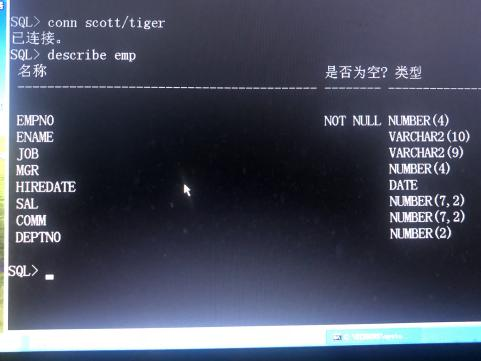 SQL> conn scott/tiger
已连接。
SQL> describe emp
名称 是否为空? 类型
EMPNO NOT NULL NUMBER(4)
ENAME VARCHAR2(10)
JOB VARCHAR2(9)
MGR NUMBER(4)
HIREDATE DATE
SAL NUMBER(7,2)
COMM NUMBER(7,2)
DEPTNO NUMBER(2)
SQL>